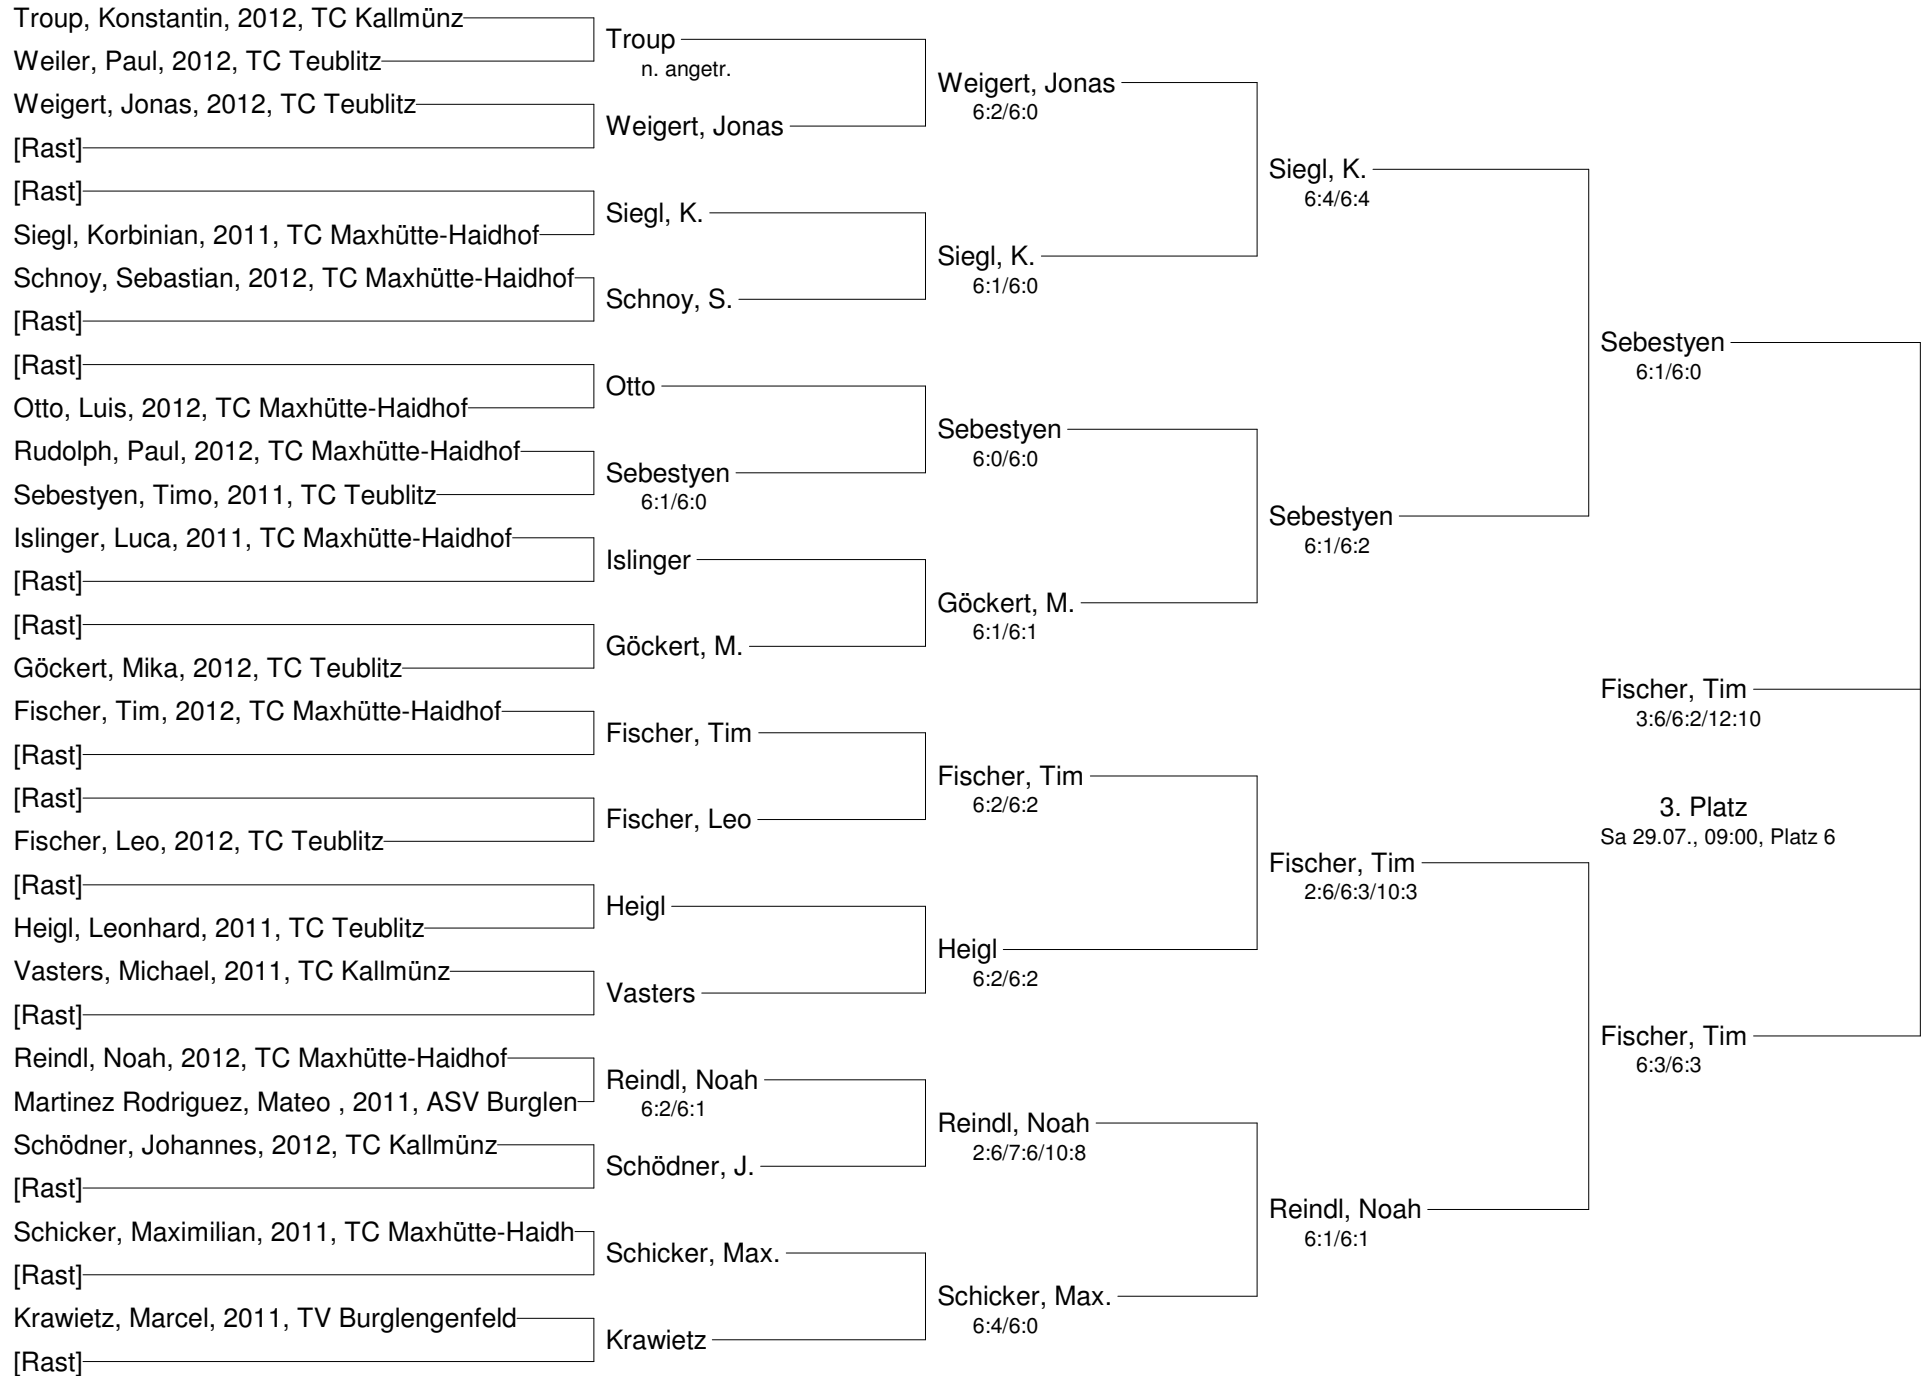 Troup, Konstantin, 2012, TC Kallmünz
Weiler, Paul, 2012, TC Teublitz
Weigert, Jonas, 2012, TC Teublitz
[Rast]
[Rast]
Siegl, Korbinian, 2011, TC Maxhütte-Haidhof
Schnoy, Sebastian, 2012, TC Maxhütte-Haidhof
[Rast]
[Rast]
Otto, Luis, 2012, TC Maxhütte-Haidhof
Rudolph, Paul, 2012, TC Maxhütte-Haidhof
Sebestyen, Timo, 2011, TC Teublitz
Islinger, Luca, 2011, TC Maxhütte-Haidhof
[Rast]
[Rast]
Göckert, Mika, 2012, TC Teublitz
Fischer, Tim, 2012, TC Maxhütte-Haidhof
[Rast]
[Rast]
Fischer, Leo, 2012, TC Teublitz
[Rast]
Heigl, Leonhard, 2011, TC Teublitz
Vasters, Michael, 2011, TC Kallmünz
[Rast]
Reindl, Noah, 2012, TC Maxhütte-Haidhof
Martinez Rodriguez, Mateo , 2011, ASV Burglen
Schödner, Johannes, 2012, TC Kallmünz
[Rast]
Schicker, Maximilian, 2011, TC Maxhütte-Haidh
[Rast]
Krawietz, Marcel, 2011, TV Burglengenfeld
[Rast]
Troup
n. angetr.
Weigert, Jonas
Siegl, K.
Schnoy, S.
Otto
Sebestyen
6:1/6:0
Islinger
Göckert, M.
Fischer, Tim
Fischer, Leo
Heigl
Vasters
Reindl, Noah
6:2/6:1
Schödner, J.
Schicker, Max.
Krawietz
Weigert, Jonas
6:2/6:0
Siegl, K.
6:1/6:0
Sebestyen
6:0/6:0
Göckert, M.
6:1/6:1
Fischer, Tim
6:2/6:2
Heigl
6:2/6:2
Reindl, Noah
2:6/7:6/10:8
Schicker, Max.
6:4/6:0
Siegl, K.
6:4/6:4
Sebestyen
6:1/6:2
Fischer, Tim
2:6/6:3/10:3
Reindl, Noah
6:1/6:1
Sebestyen
6:1/6:0
Fischer, Tim
3:6/6:2/12:10
3. Platz
Sa 29.07., 09:00, Platz 6
Fischer, Tim
6:3/6:3